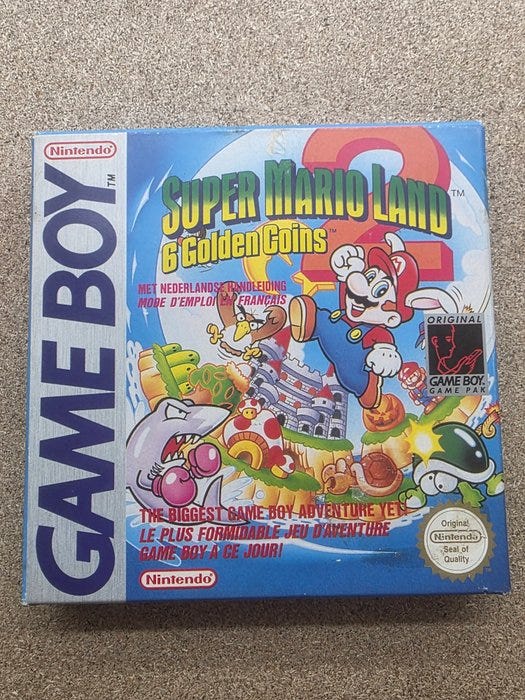 Nintendo
GAME BOY
TM
2
SUPER MARIO LAND
TM
6 Golden Coins
TM
MET NEDERLANDSE HANDLEIDING
MODE D'EMPLOI EN FRANÇAIS
ORIGINAL
GAME BOY
GAME PAK
THE BIGGEST GAME BOY ADVENTURE YET!
LE PLUS FORMIDABLE JEU D'AVENTURE
GAME BOY A CE JOUR!
Nintendo
Original
Nintendo
Seal of
Quality